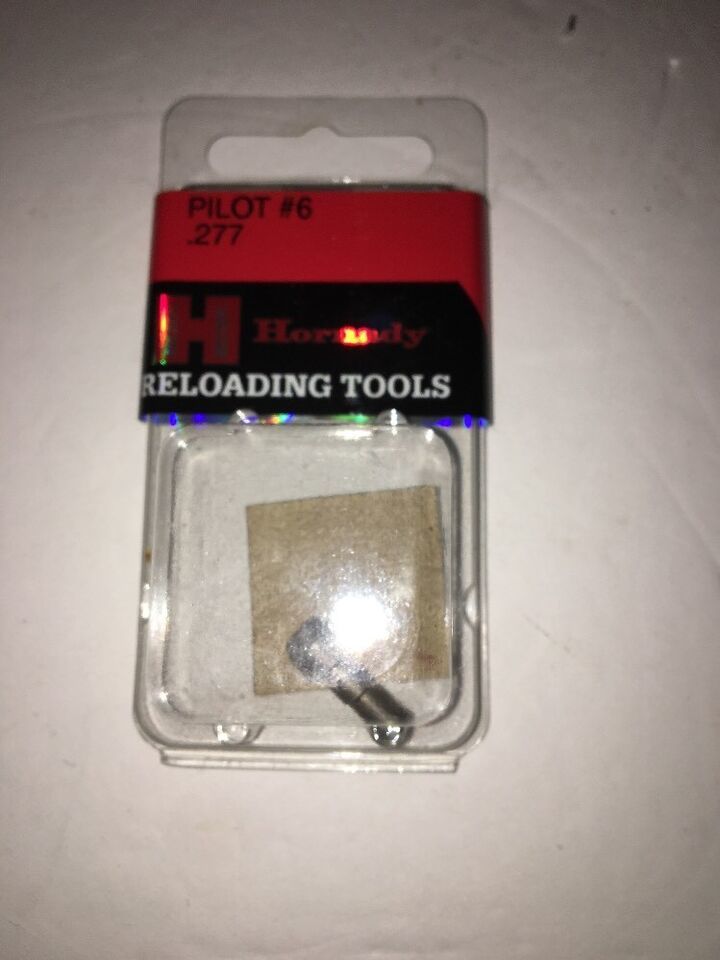 PILOT #6
.277
H Hornady
RELOADING TOOLS